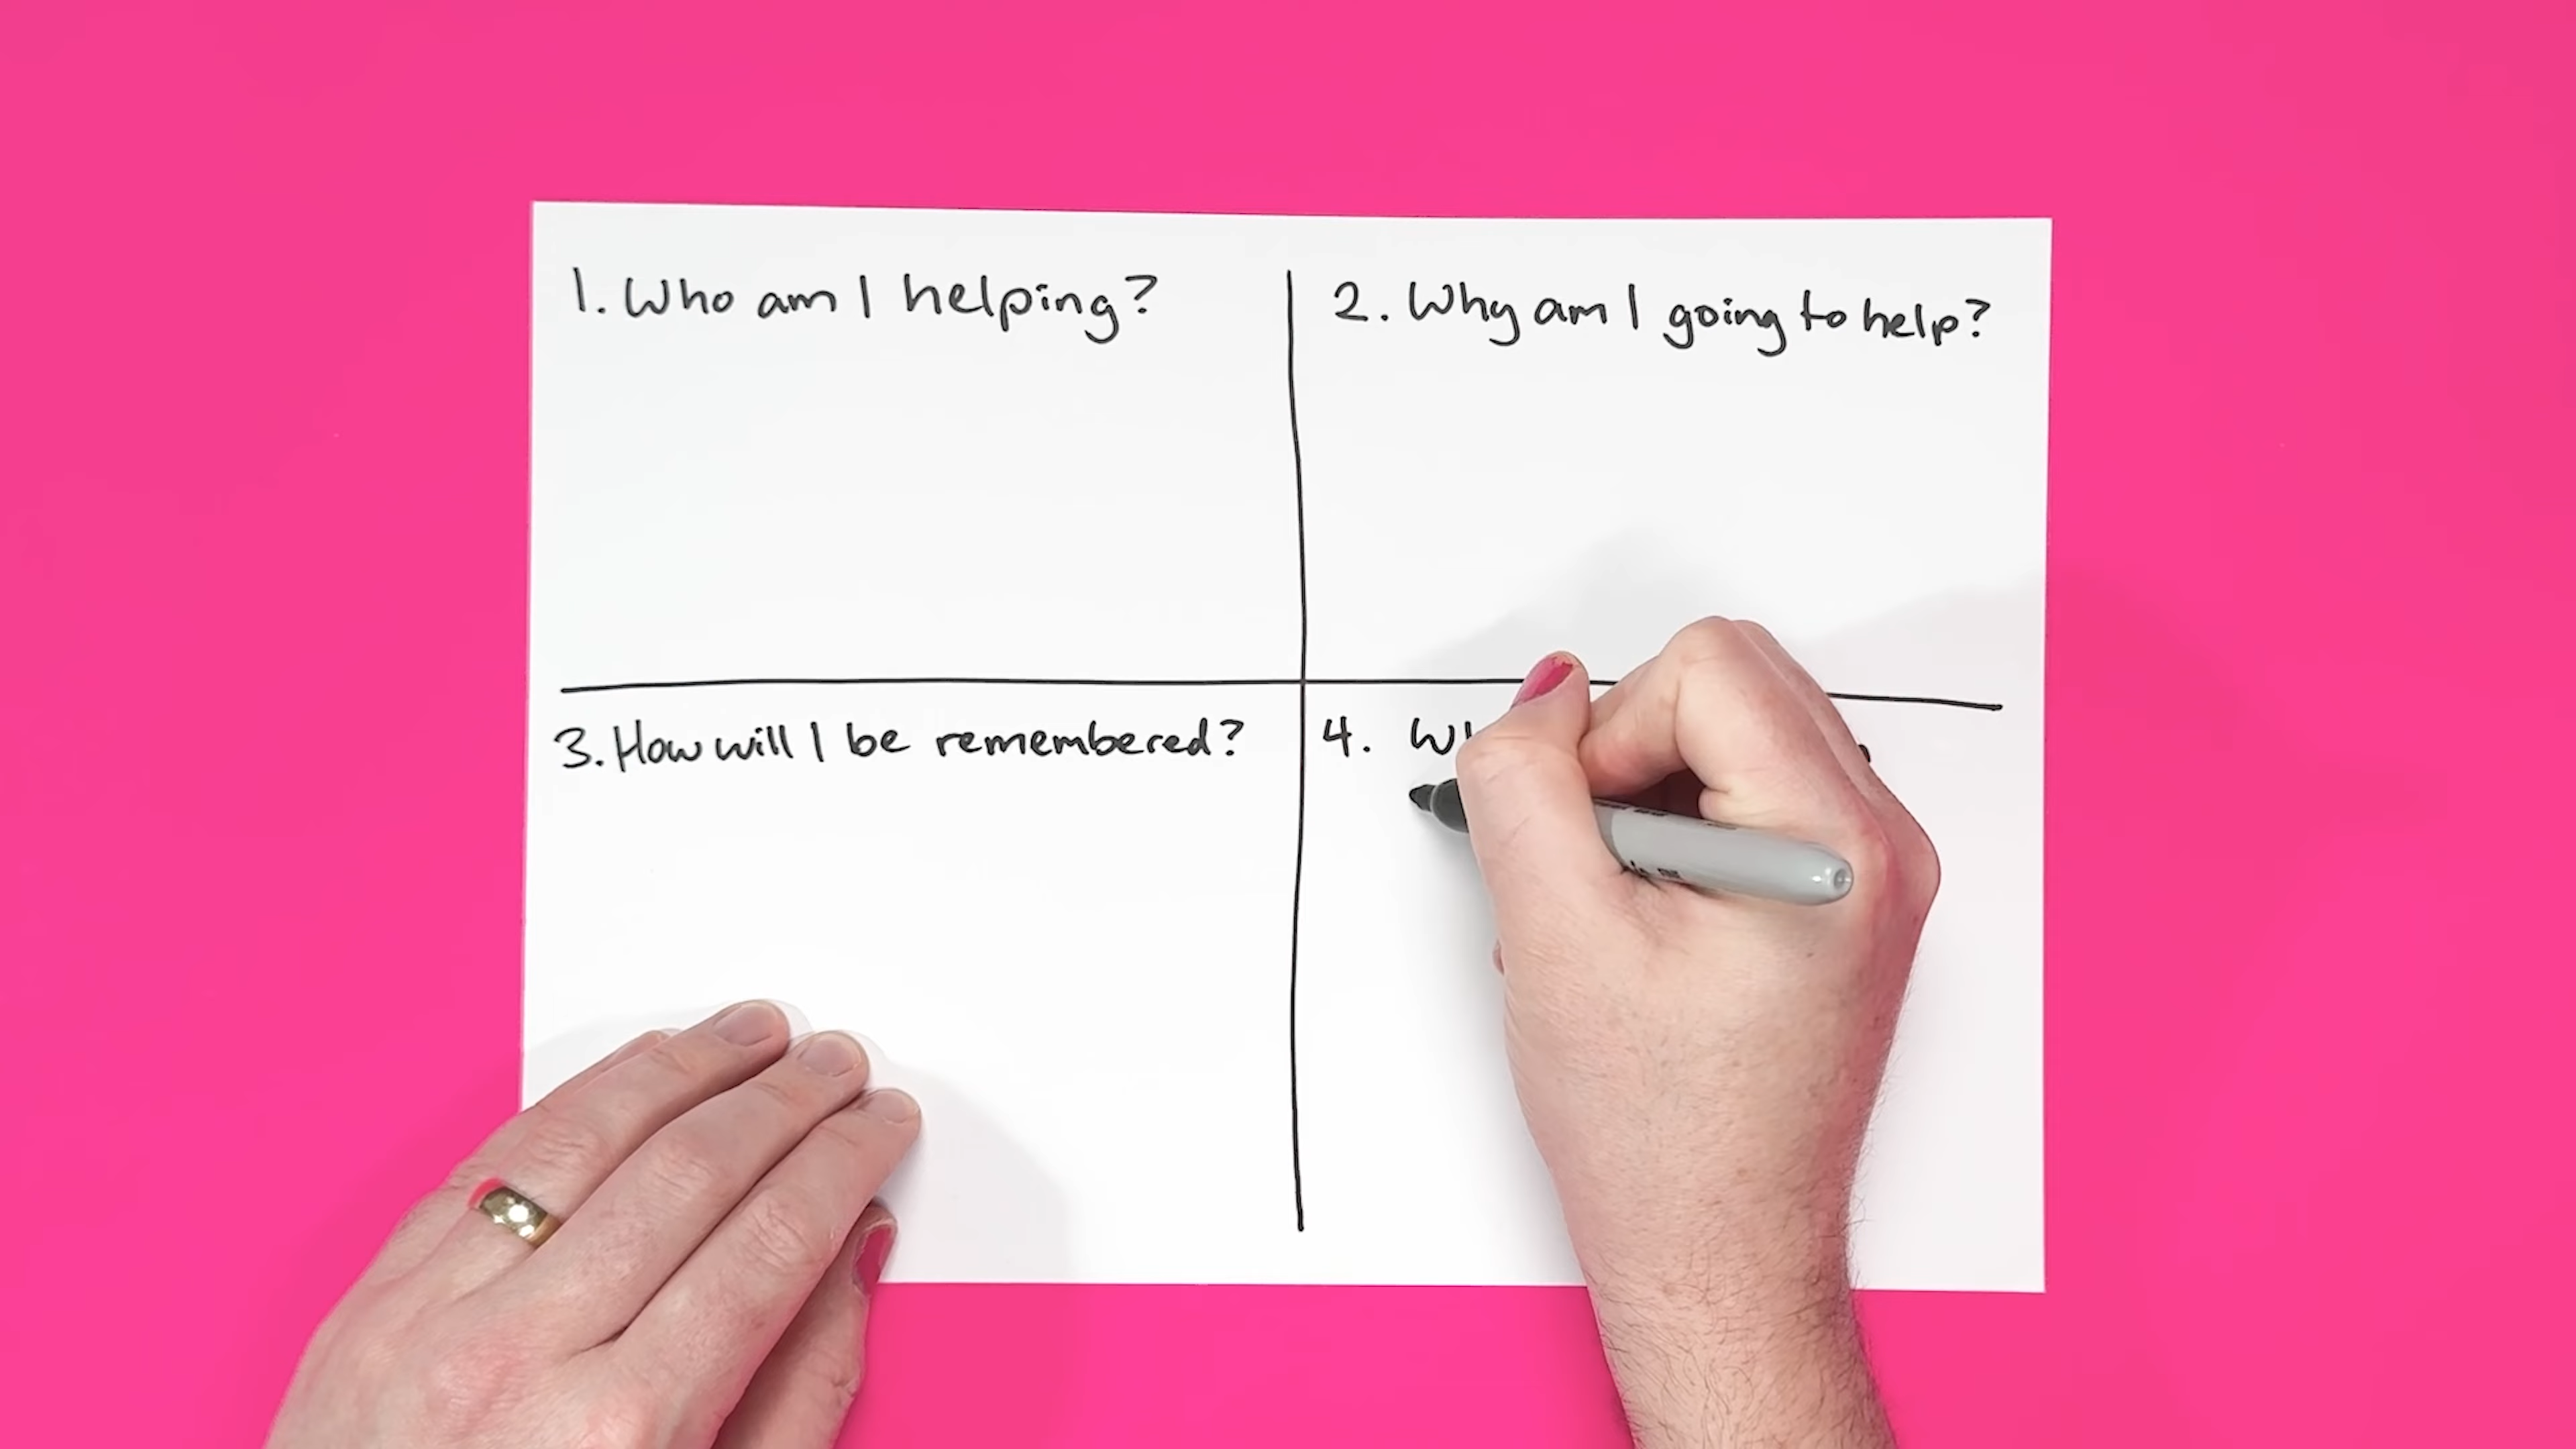 1. Who am I helping?
2. Why am I going to help?
3. How will I be remembered?
4.